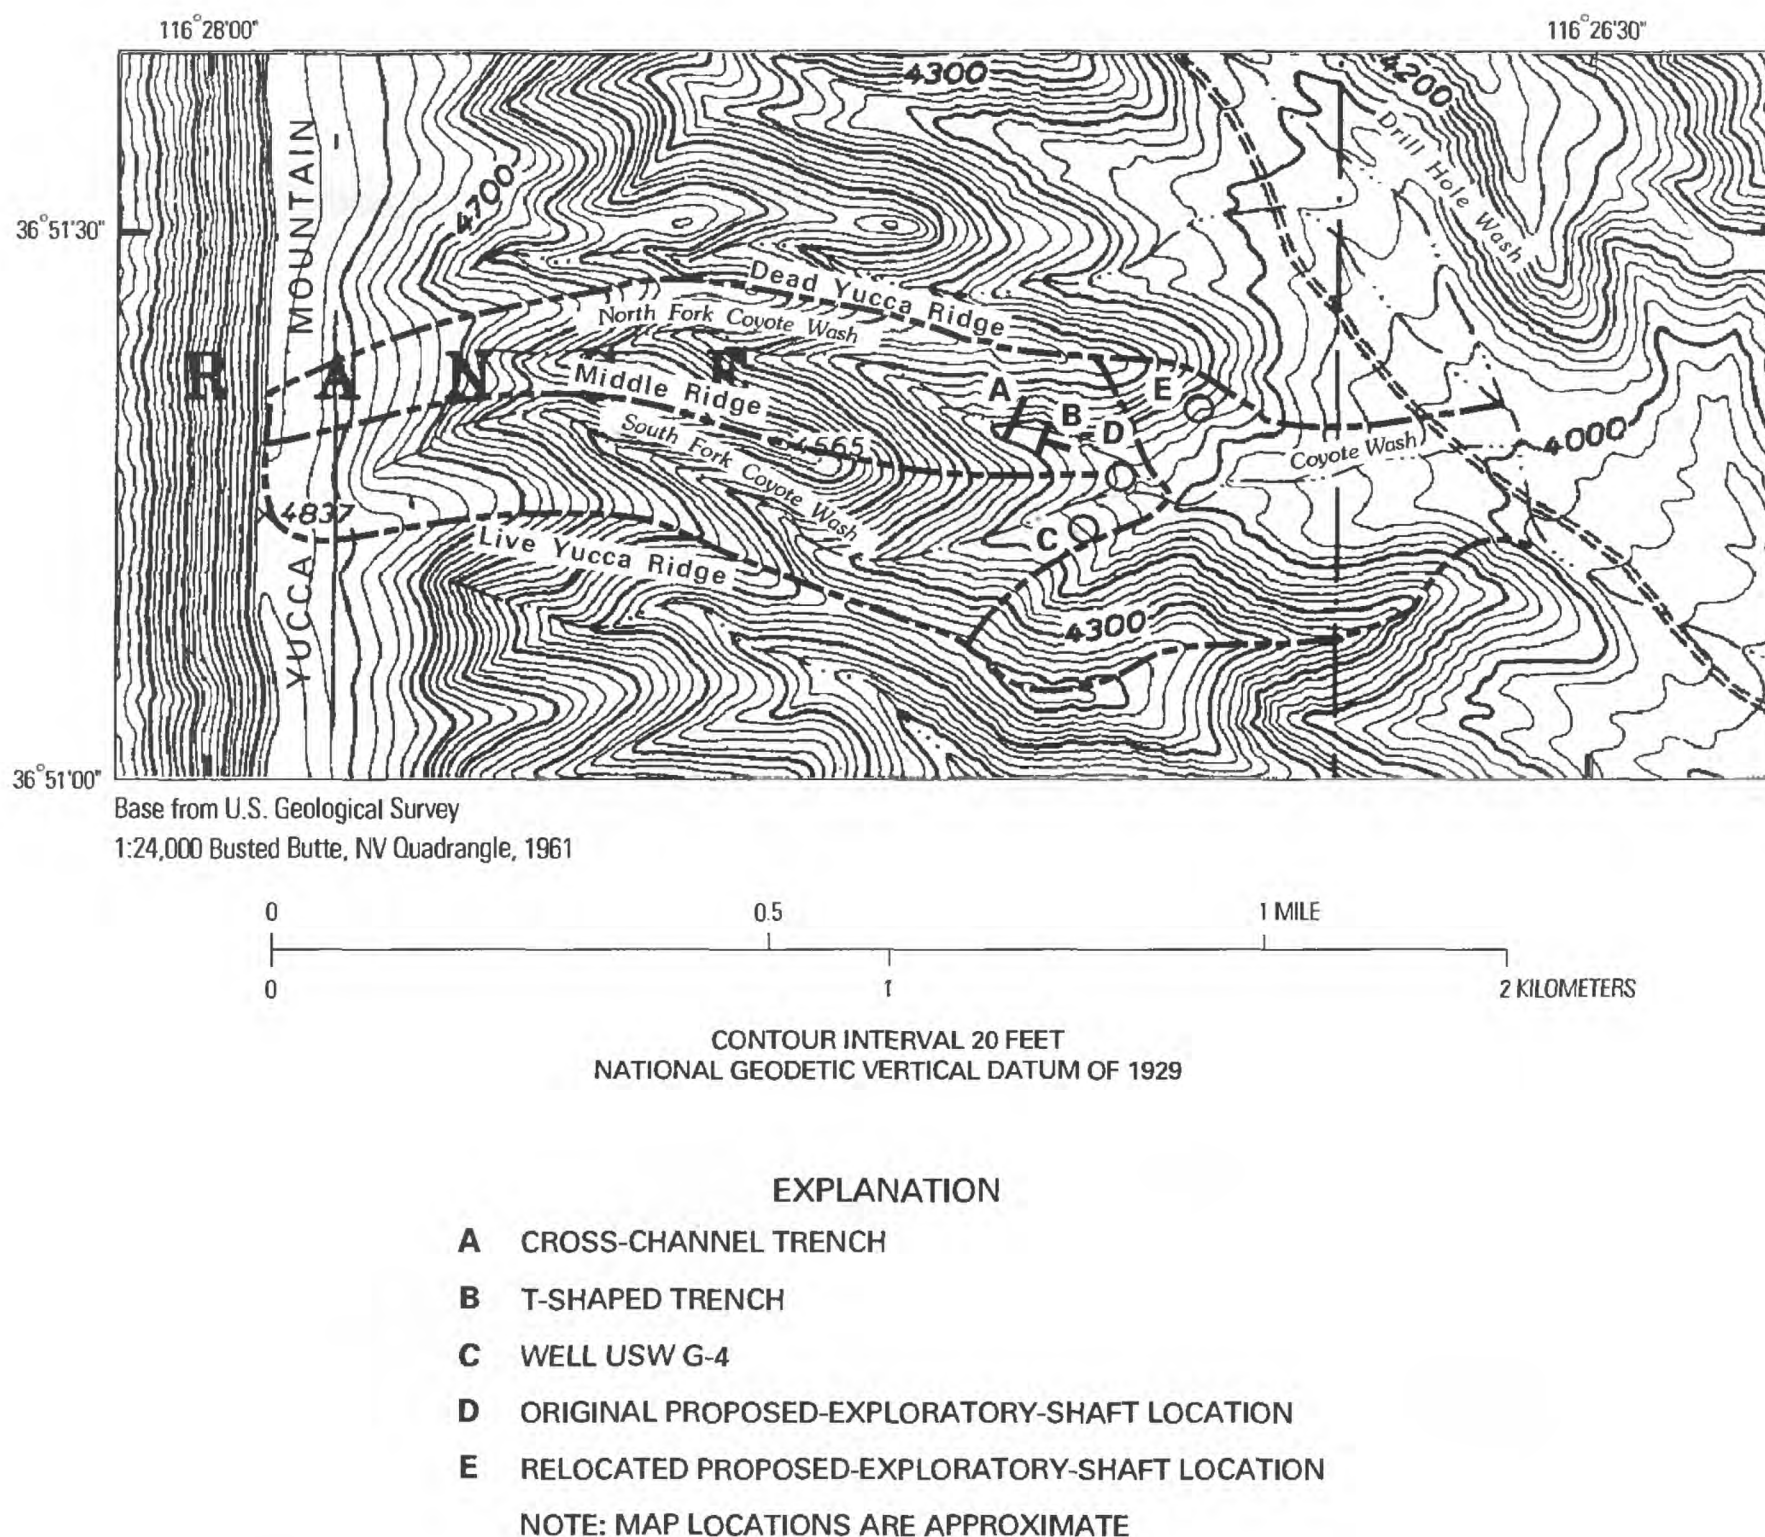 116°28'00"
116°26'30"
4300
4200
Drill Hole Wash
MOUNTAIN
4700
36°51'30"
Dead Yucca Ridge
North Fork Coyote Wash
R A N
Middle Ridge
A
B
D
E
4565
South Fork Coyote Wash
Coyote Wash
4000
4837
Live Yucca Ridge
C
YUCCA
4300
36°51'00"
Base from U.S. Geological Survey
1:24,000 Busted Butte, NV Quadrangle, 1961
0 0.5 1 MILE
0 1 2 KILOMETERS
CONTOUR INTERVAL 20 FEET
NATIONAL GEODETIC VERTICAL DATUM OF 1929
EXPLANATION
A CROSS-CHANNEL TRENCH
B T-SHAPED TRENCH
C WELL USW G-4
D ORIGINAL PROPOSED-EXPLORATORY-SHAFT LOCATION
E RELOCATED PROPOSED-EXPLORATORY-SHAFT LOCATION
NOTE: MAP LOCATIONS ARE APPROXIMATE